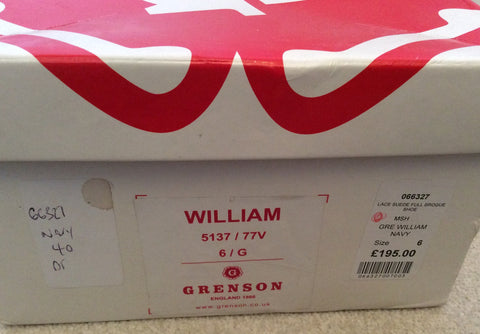 66327
NAVY
40
WILLIAM
5137 / 77V
6 / G
G
GRENSON
ENGLAND 1866
www.grenson.co.uk
066327
LACE SUEDE FULL BROGUE
SHOE
MSH
GRE WILLIAM
NAVY
Size 6
£195.00
066327007003